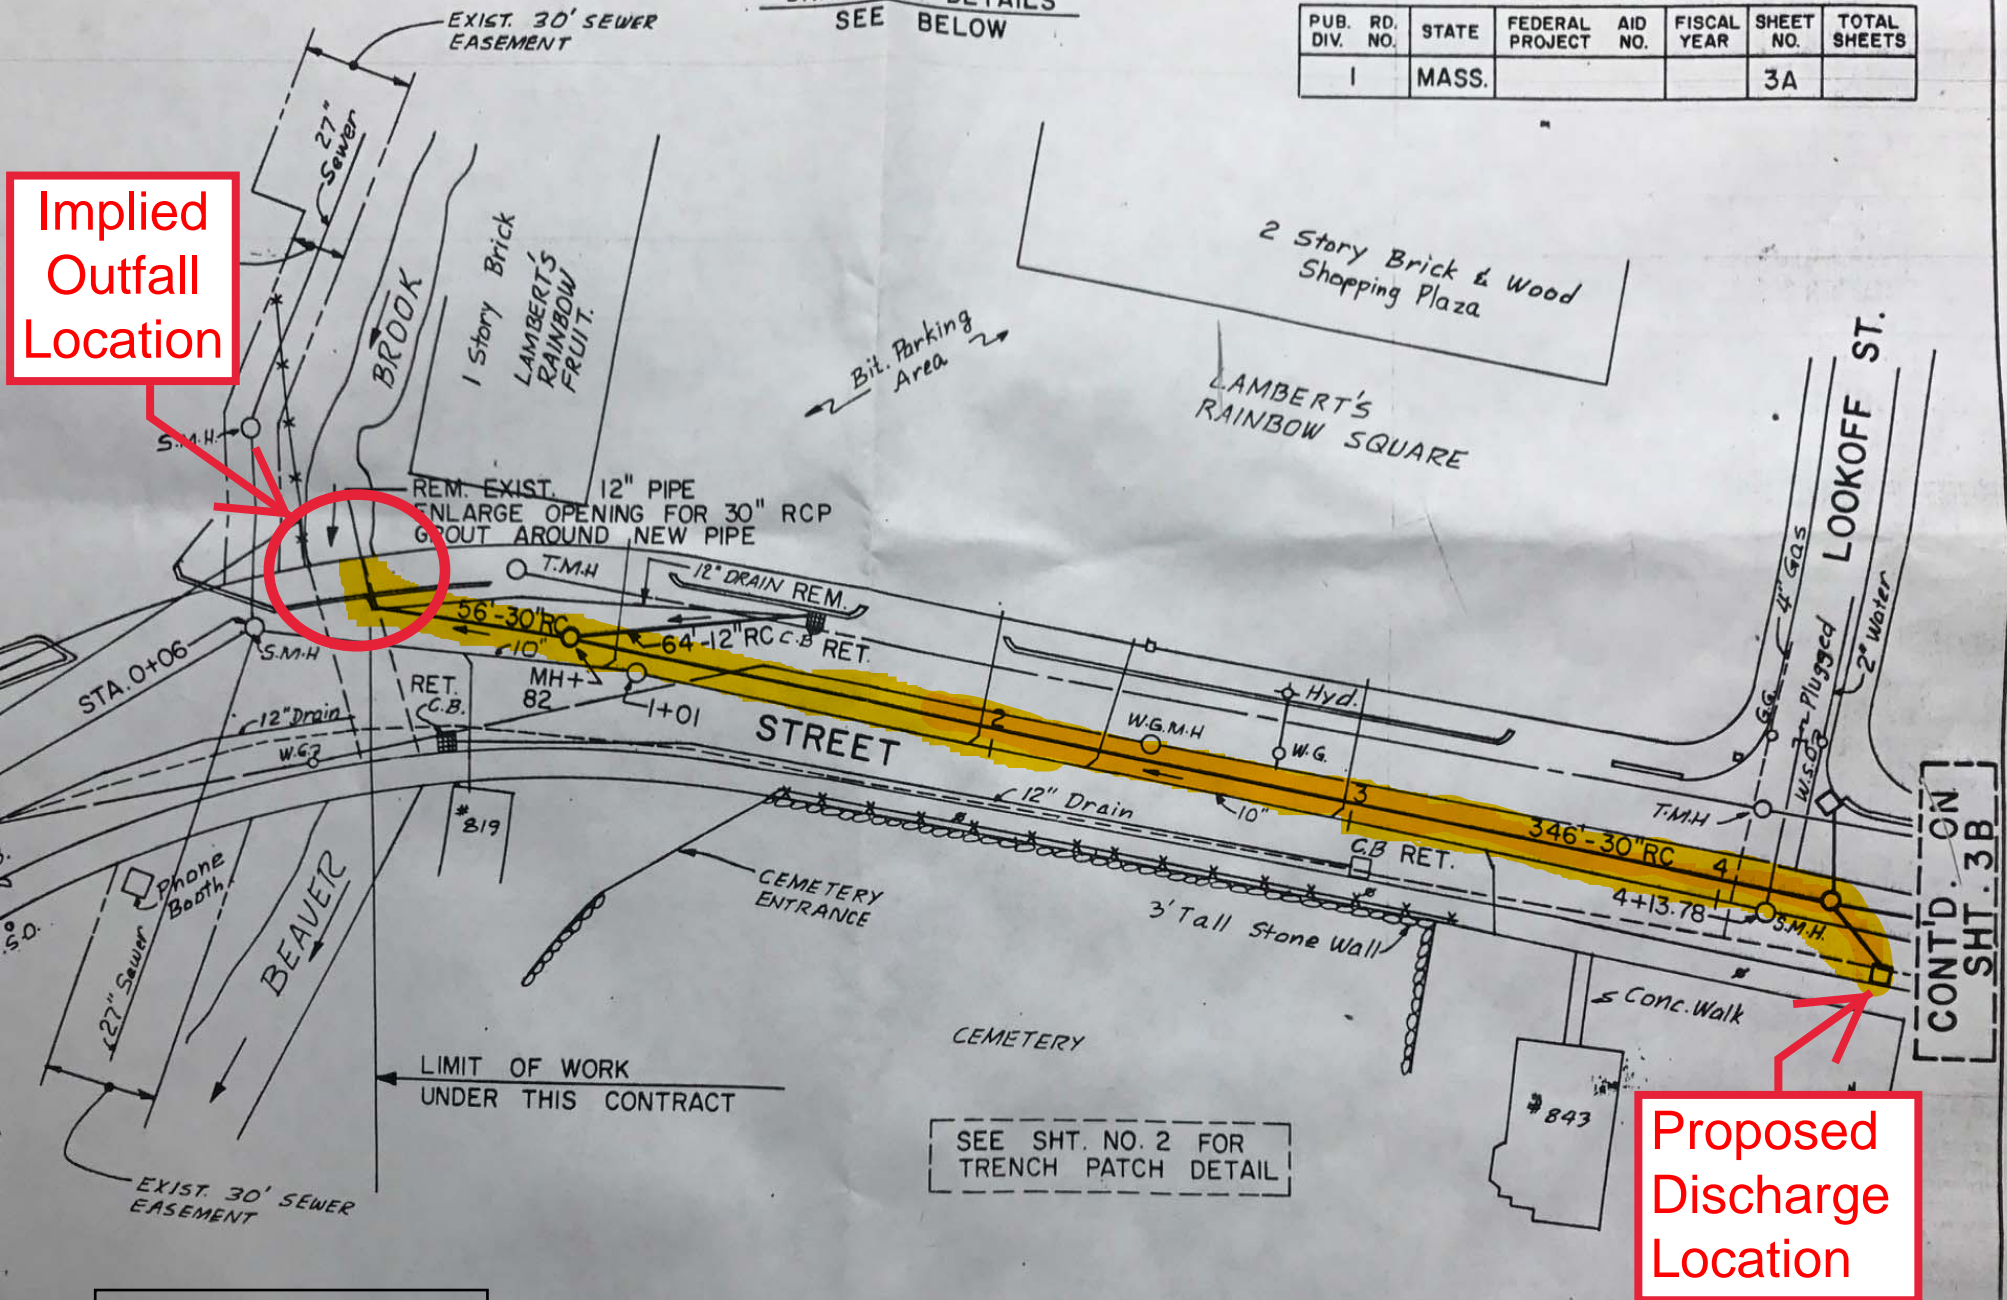 EXIST. 30' SEWER
EASEMENT
DETAILS
SEE BELOW
PUB. RD. DIV. NO.
STATE
FEDERAL AID PROJECT NO.
FISCAL YEAR
SHEET NO.
TOTAL SHEETS
1
MASS.
3A
27"
Sewer
Implied
Outfall
Location
BROOK
1 Story Brick
LAMBERT'S
RAINBOW
FRUIT.
Bit. Parking
Area
2 Story Brick & Wood
Shopping Plaza
LAMBERT'S
RAINBOW SQUARE
LOOKOFF ST.
S.M.H.
REM. EXIST. 12" PIPE
ENLARGE OPENING FOR 30" RCP
GROUT AROUND NEW PIPE
T.M.H
12" DRAIN REM.
4" Gas
Plugged
2" Water
G.G.
W.S.O.
56'-30"RC
64'-12"RC
C.B RET.
10"
STA. 0+06
S.M.H
MH+
82
1+01
RET.
C.B.
12"Drain
W.G.
STREET
2
W.G.M.H
Hyd.
W.G.
3
12" Drain
10"
C.B RET.
346'-30"RC
4
T.M.H
4+13.78
S.M.H.
CONT'D. ON
SHT. 3B
#819
Phone
Booth
S.O.
27" Sewer
BEAVER
CEMETERY
ENTRANCE
3' Tall Stone Wall
Conc. Walk
CEMETERY
LIMIT OF WORK
UNDER THIS CONTRACT
SEE SHT. NO. 2 FOR
TRENCH PATCH DETAIL
#843
EXIST. 30' SEWER
EASEMENT
Proposed
Discharge
Location